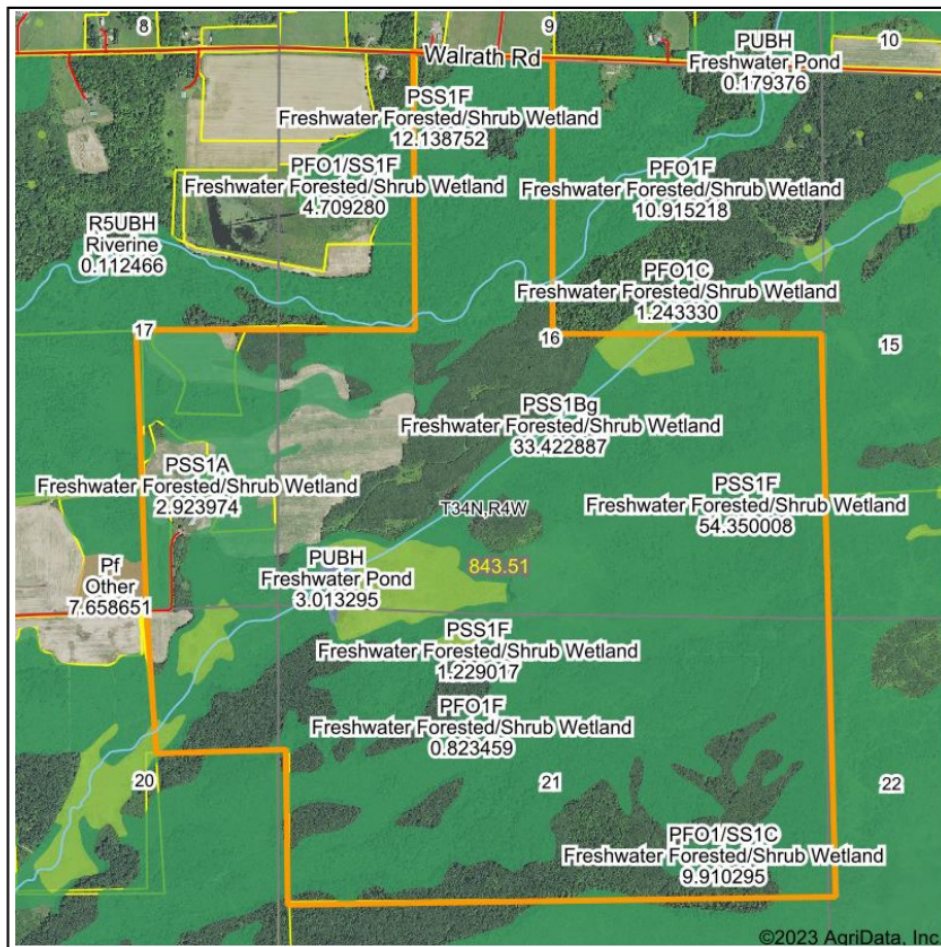 8
9
10
Walrath Rd
PUBH
Freshwater Pond
0.179376
PSS1F
Freshwater Forested/Shrub Wetland
12.138752
PFO1/SS1F
Freshwater Forested/Shrub Wetland
4.709280
PFO1F
Freshwater Forested/Shrub Wetland
10.915218
R5UBH
Riverine
0.112466
PFO1C
Freshwater Forested/Shrub Wetland
1.243330
17
16
15
PSS1Bg
Freshwater Forested/Shrub Wetland
33.422887
PSS1A
Freshwater Forested/Shrub Wetland
2.923974
PSS1F
Freshwater Forested/Shrub Wetland
54.350008
T34N,R4W
Pf
Other
7.658651
PUBH
Freshwater Pond
3.013295
843.51
PSS1F
Freshwater Forested/Shrub Wetland
1.229017
PFO1F
Freshwater Forested/Shrub Wetland
0.823459
20
21
22
PFO1/SS1C
Freshwater Forested/Shrub Wetland
9.910295
©2023 AgriData, Inc